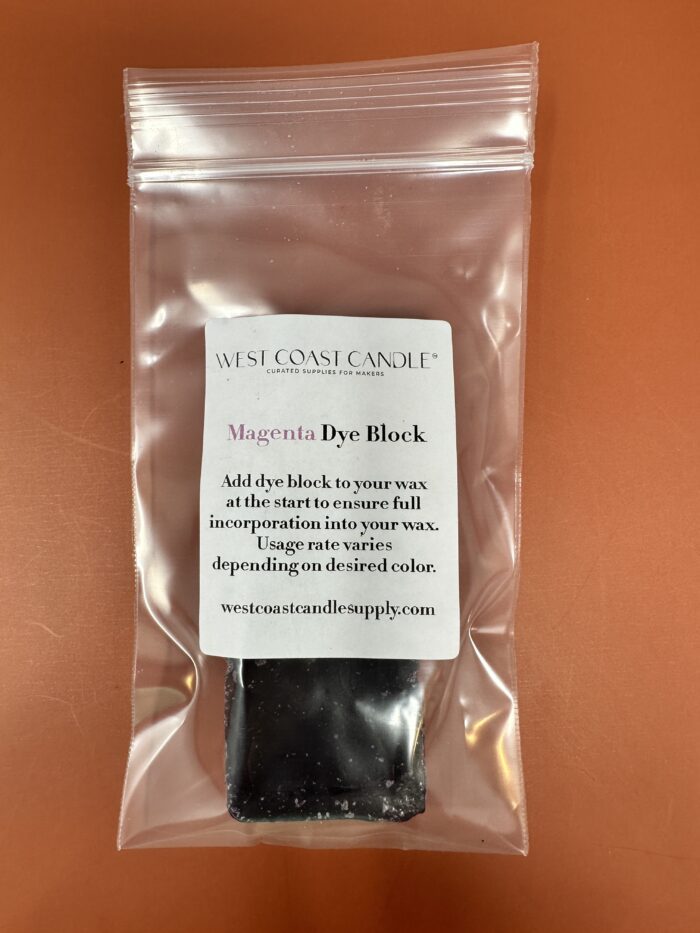 WEST COAST CANDLE®
CURATED SUPPLIES FOR MAKERS
Magenta Dye Block
Add dye block to your wax
at the start to ensure full
incorporation into your wax.
Usage rate varies
depending on desired color.
westcoastcandlesupply.com